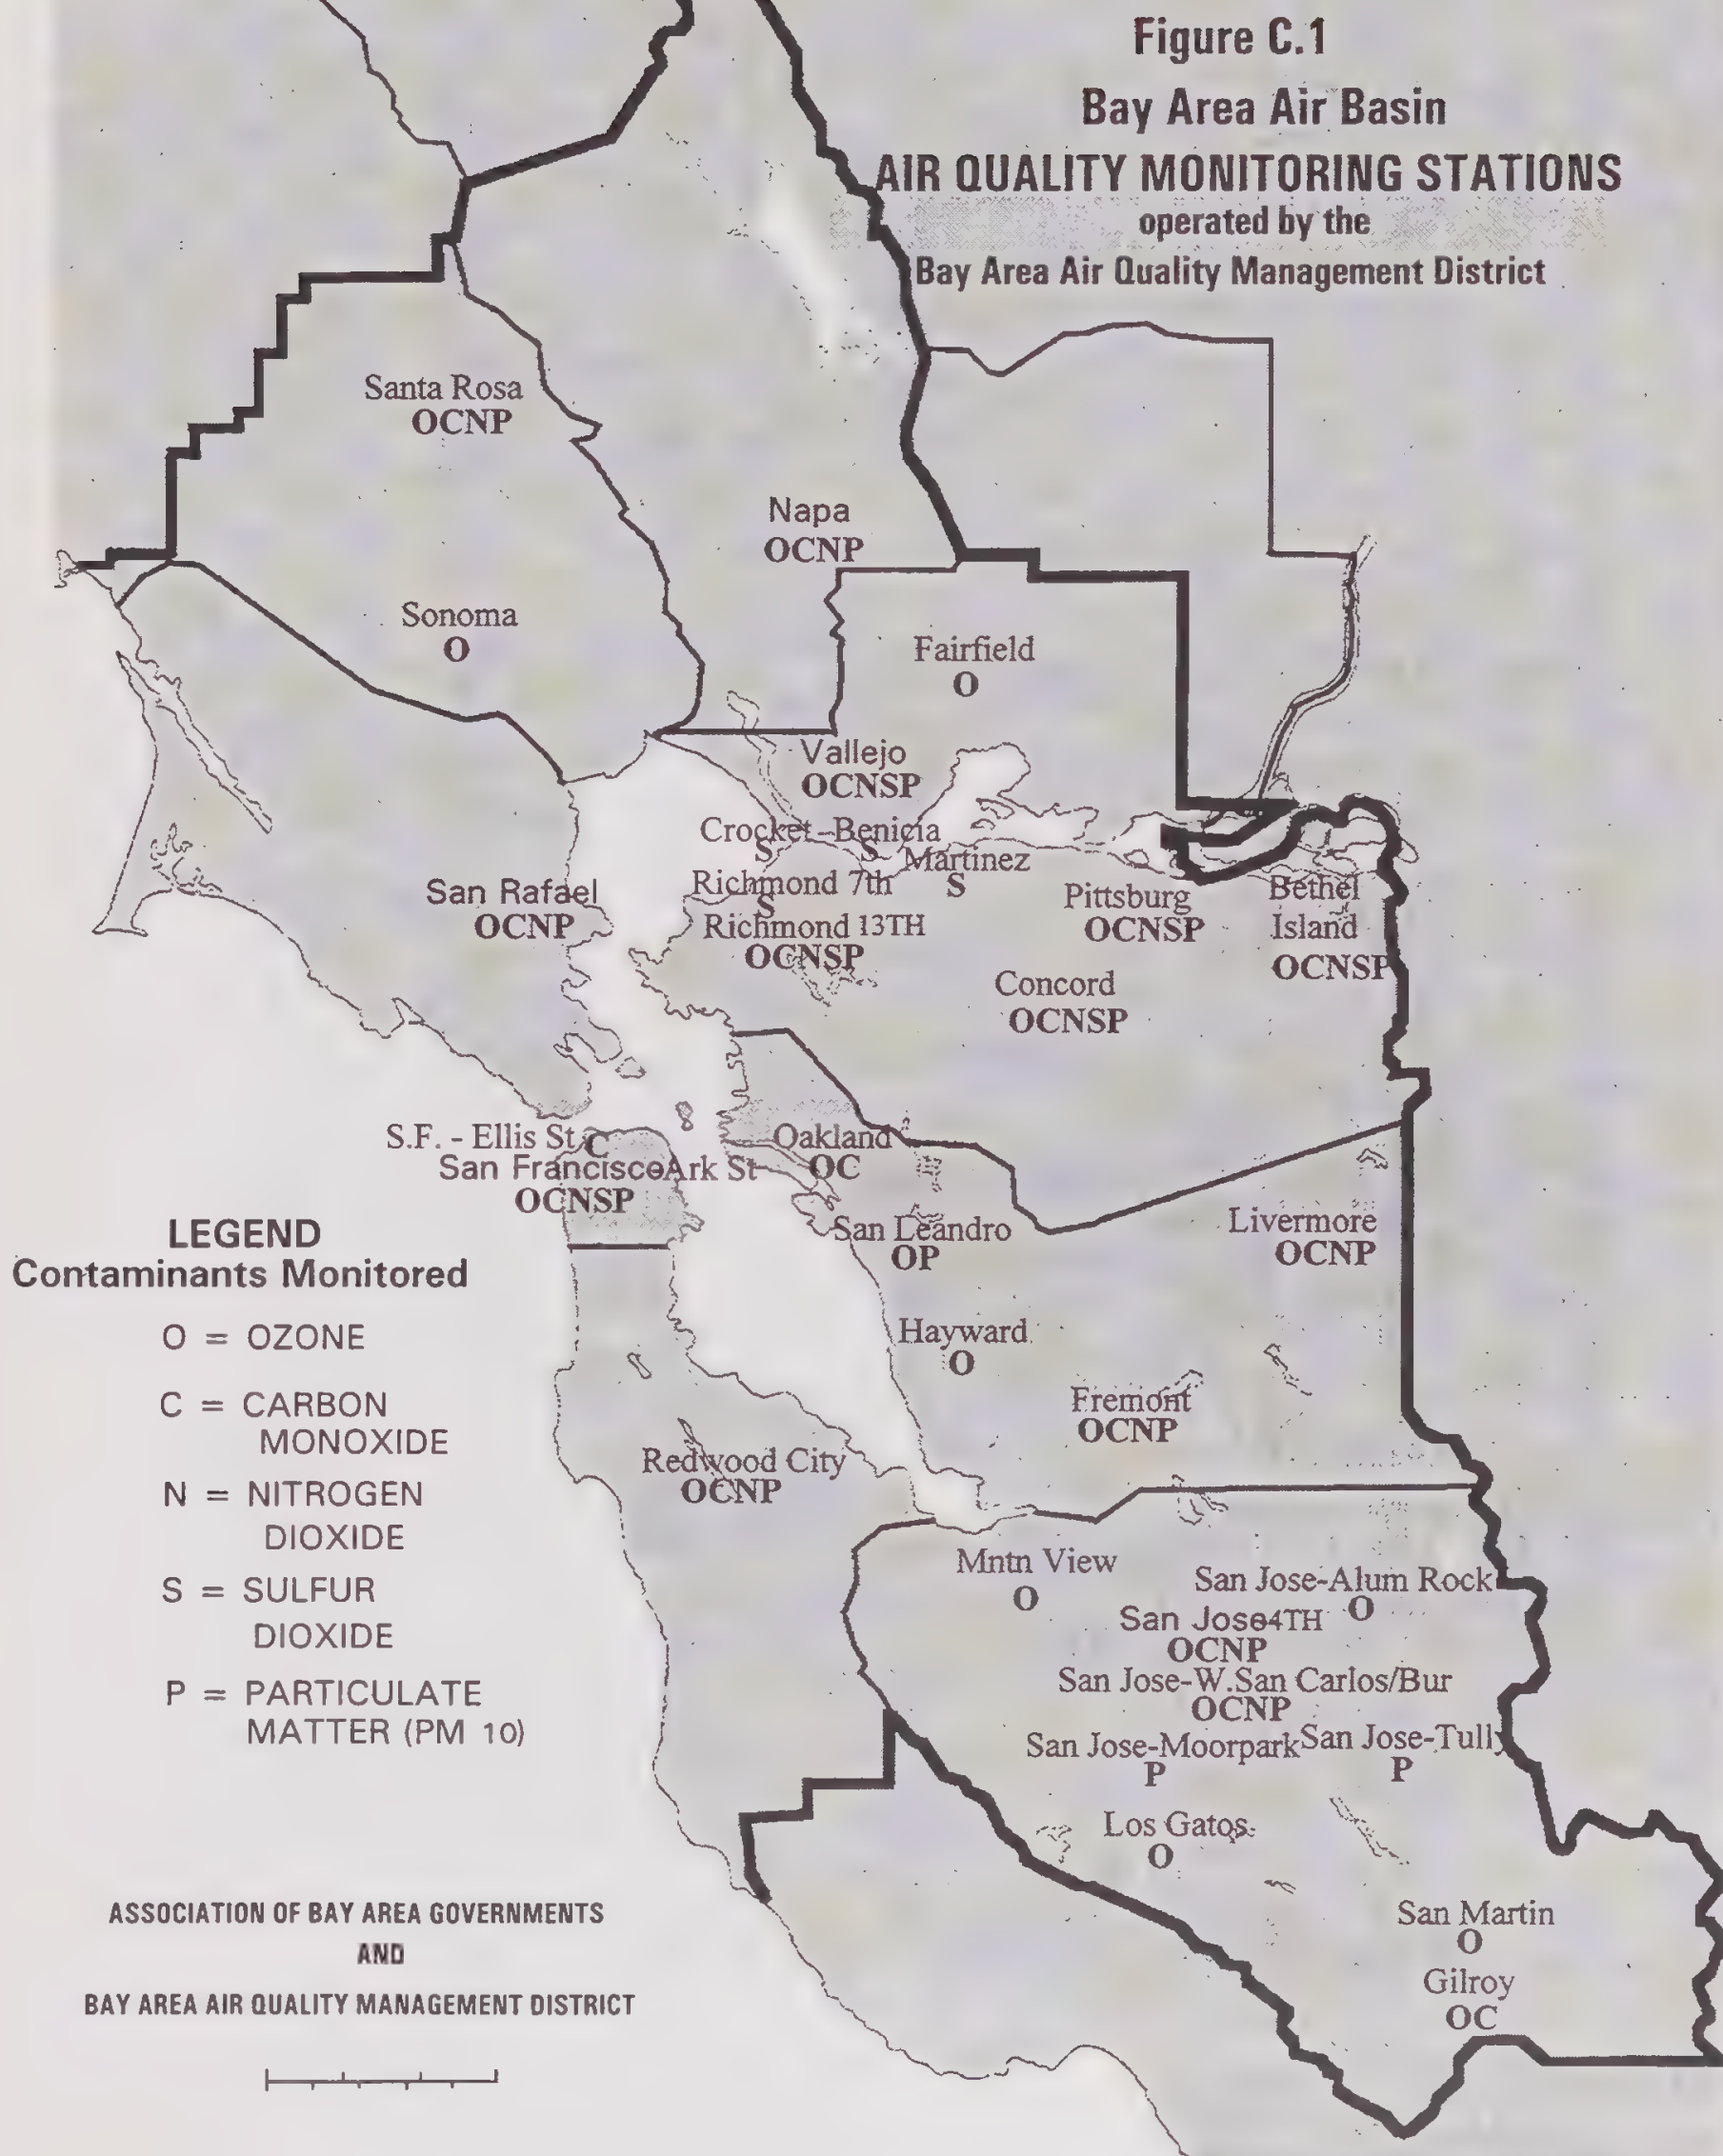 Figure C.1
Bay Area Air Basin
AIR QUALITY MONITORING STATIONS
operated by the
Bay Area Air Quality Management District
Santa Rosa
OCNP
Napa
OCNP
Sonoma
O
Fairfield
O
Vallejo
OCNSP
Crocket-Benicia
S
S
Martinez
S
Richmond 7th
S
San Rafael
OCNP
Richmond 13TH
OCNSP
Pittsburg
OCNSP
Bethel
Island
OCNSP
Concord
OCNSP
S.F. - Ellis St
C
San FranciscoArk St
OCNSP
Oakland
OC
San Leandro
OP
Livermore
OCNP
Hayward
O
Fremont
OCNP
Redwood City
OCNP
Mntn View
O
San Jose-Alum Rock
O
San Jose4TH
OCNP
San Jose-W.San Carlos/Bur
OCNP
San Jose-Moorpark
P
San Jose-Tully
P
Los Gatos
O
San Martin
O
Gilroy
OC
LEGEND
Contaminants Monitored
O = OZONE
C = CARBON
MONOXIDE
N = NITROGEN
DIOXIDE
S = SULFUR
DIOXIDE
P = PARTICULATE
MATTER (PM 10)
ASSOCIATION OF BAY AREA GOVERNMENTS
AND
BAY AREA AIR QUALITY MANAGEMENT DISTRICT